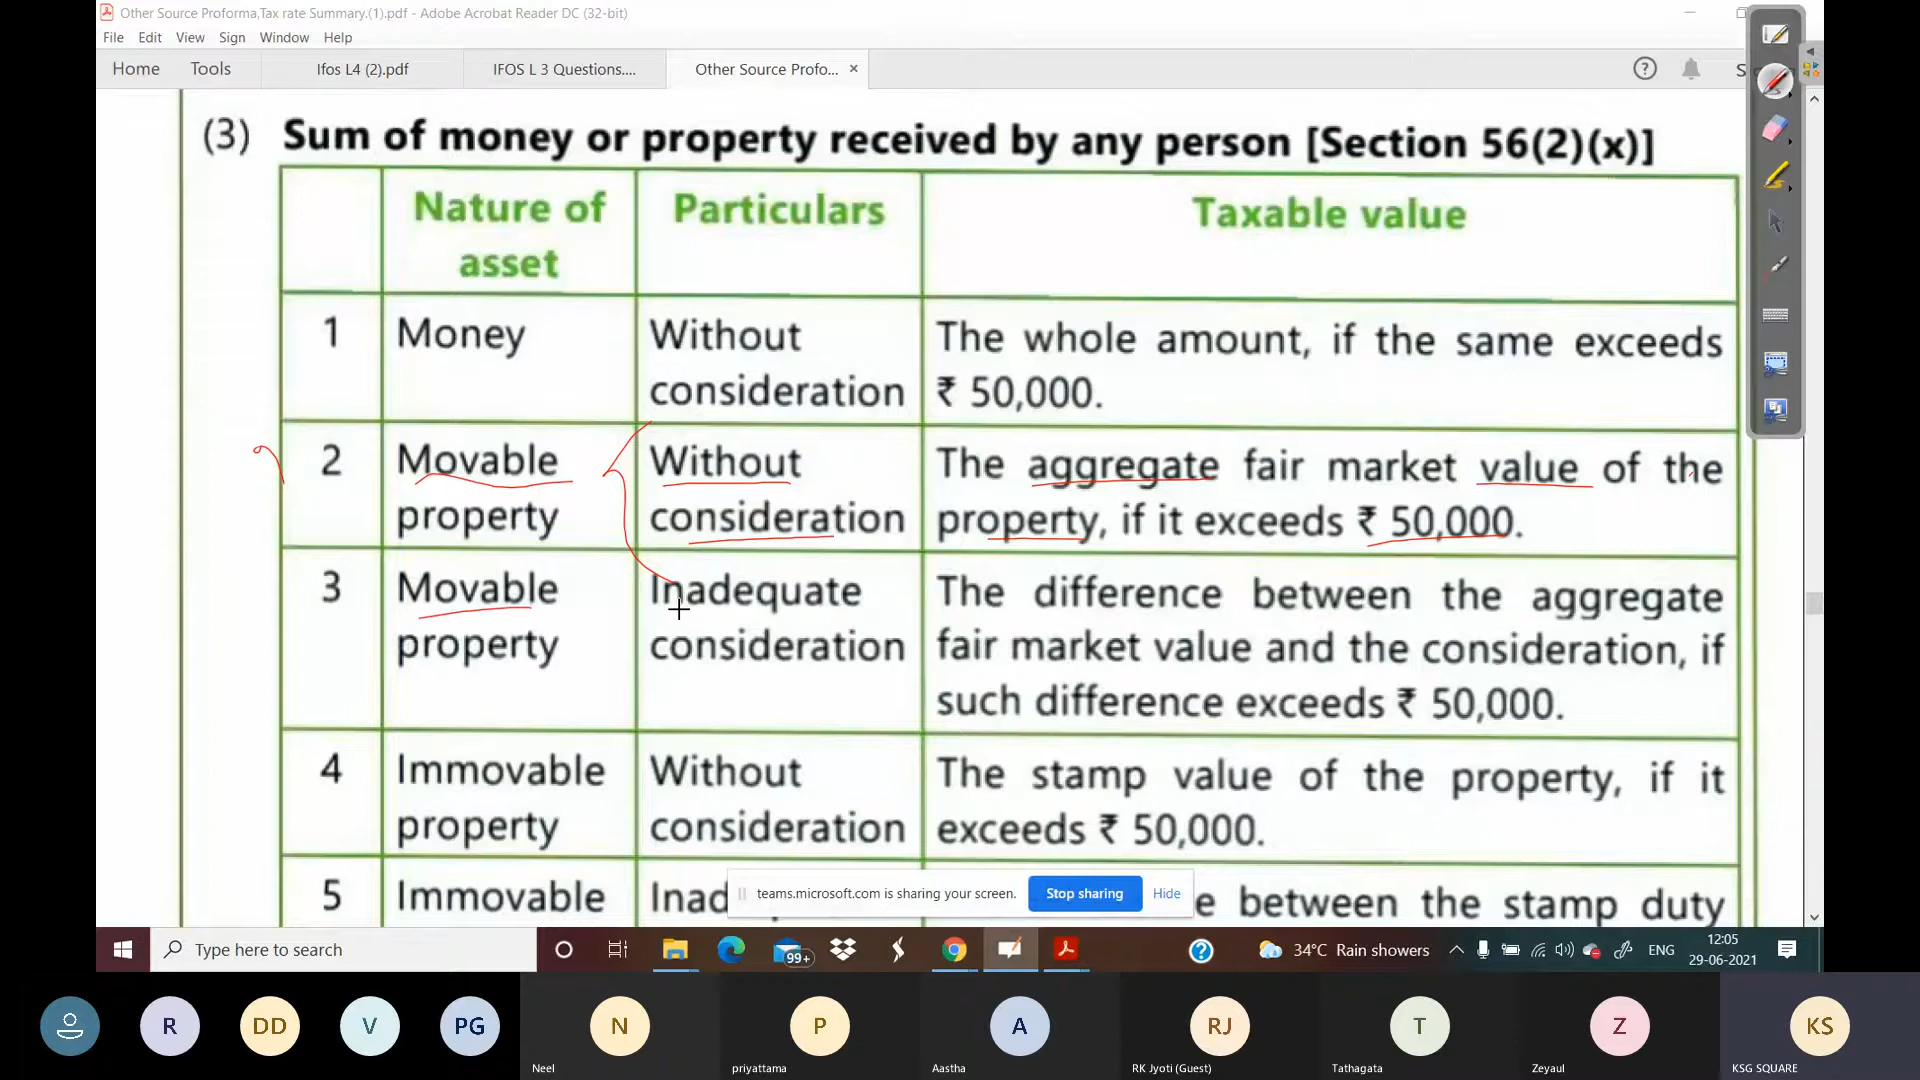 Other Source Proforma,Tax rate Summary.(1).pdf - Adobe Acrobat Reader DC (32-bit)
File Edit View Sign Window Help
Home Tools Ifos L4 (2).pdf IFOS L 3 Questions.... Other Source Profo... ×
S
(3) Sum of money or property received by any person [Section 56(2)(x)]
Nature of asset Particulars Taxable value
1 Money Without consideration The whole amount, if the same exceeds
₹ 50,000.
2 Movable property Without consideration The aggregate fair market value of the
property, if it exceeds ₹ 50,000.
3 Movable property Inadequate consideration The difference between the aggregate
fair market value and the consideration, if
such difference exceeds ₹ 50,000.
4 Immovable property Without consideration The stamp value of the property, if it
exceeds ₹ 50,000.
5 Immovable Inad e between the stamp duty
teams.microsoft.com is sharing your screen. Stop sharing Hide
Type here to search 99+ 34°C Rain showers ENG 12:05
29-06-2021
R DD V PG N P A RJ T Z KS
Neel priyattama Aastha RK Jyoti (Guest) Tathagata Zeyaul KSG SQUARE